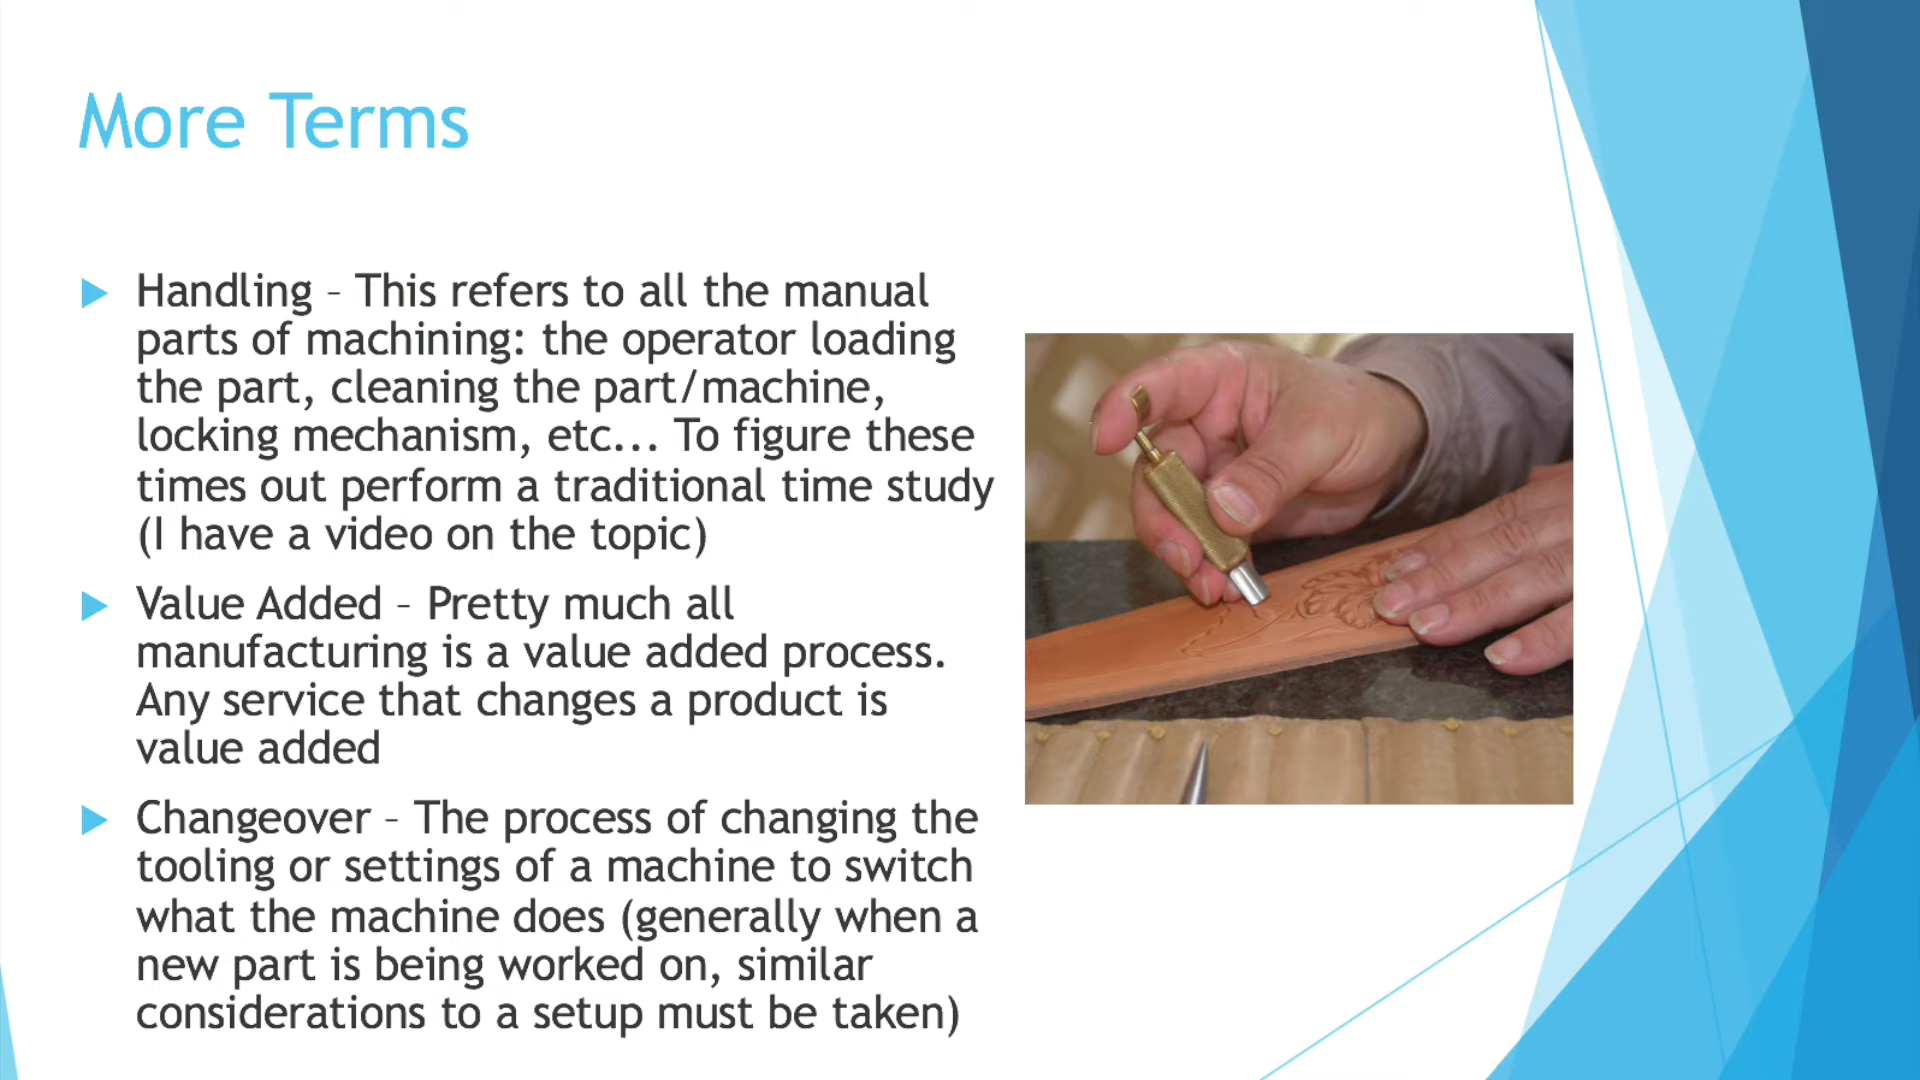 More Terms
Handling – This refers to all the manual
parts of machining: the operator loading
the part, cleaning the part/machine,
locking mechanism, etc... To figure these
times out perform a traditional time study
(I have a video on the topic)
Value Added – Pretty much all
manufacturing is a value added process.
Any service that changes a product is
value added
Changeover – The process of changing the
tooling or settings of a machine to switch
what the machine does (generally when a
new part is being worked on, similar
considerations to a setup must be taken)